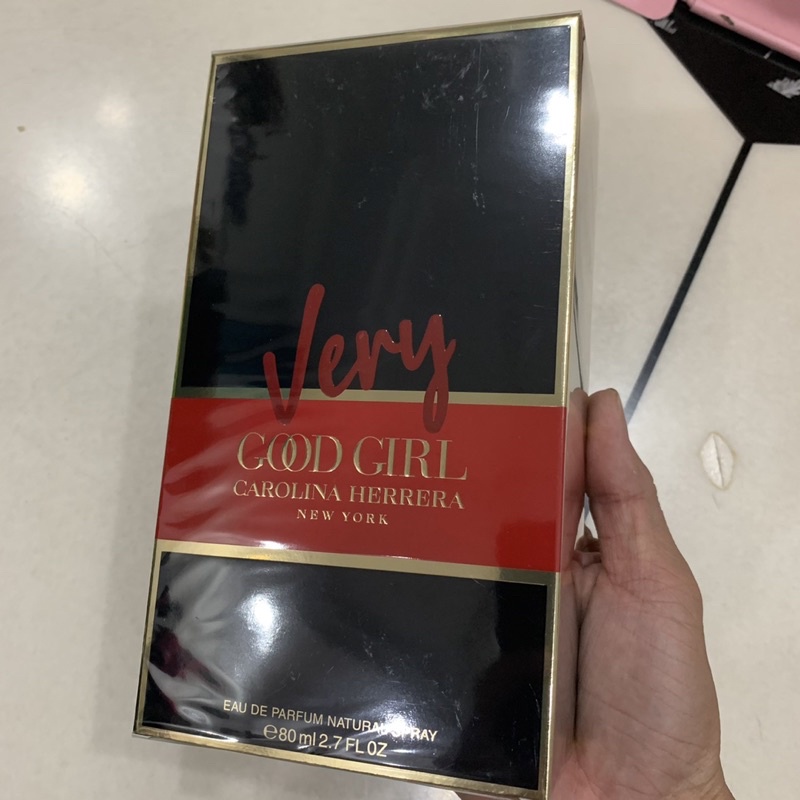 Very
GOOD GIRL
CAROLINA HERRERA
NEW YORK
EAU DE PARFUM NATURAL SPRAY
℮80 ml 2.7 FL OZ